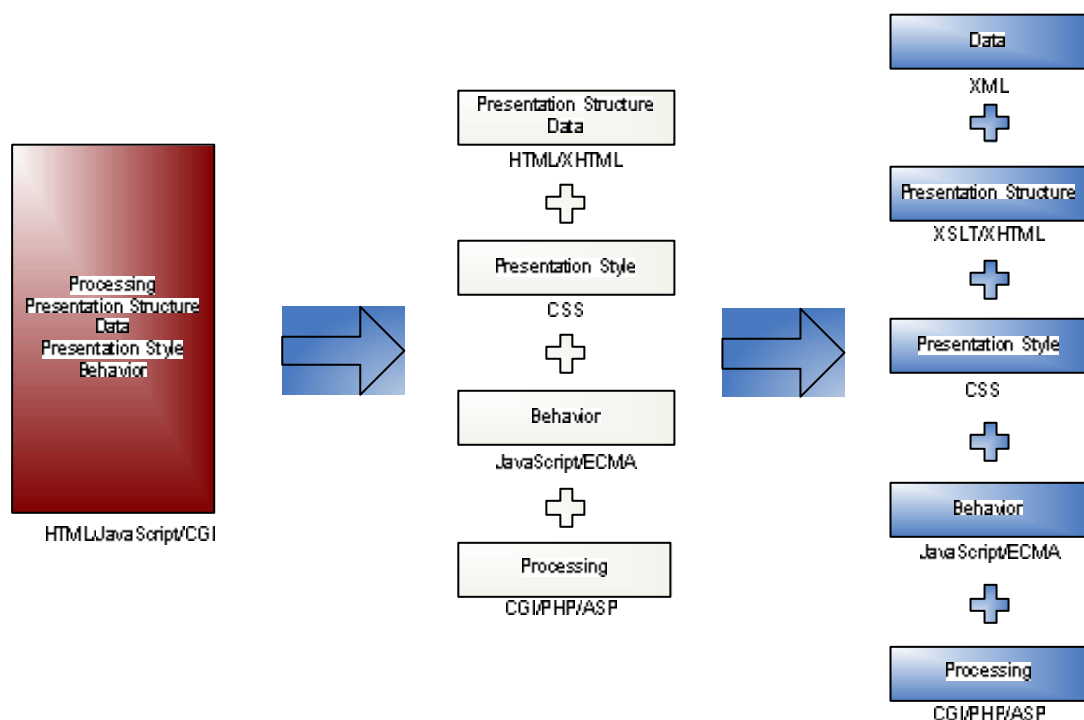 Processing
Presentation Structure
Data
Presentation Style
Behavior
HTML/JavaScript/CGI
Presentation Structure
Data
HTML/XHTML
Presentation Style
CSS
Behavior
JavaScript/ECMA
Processing
CGI/PHP/ASP
Data
XML
Presentation Structure
XSLT/XHTML
Presentation Style
CSS
Behavior
JavaScript/ECMA
Processing
CGI/PHP/ASP